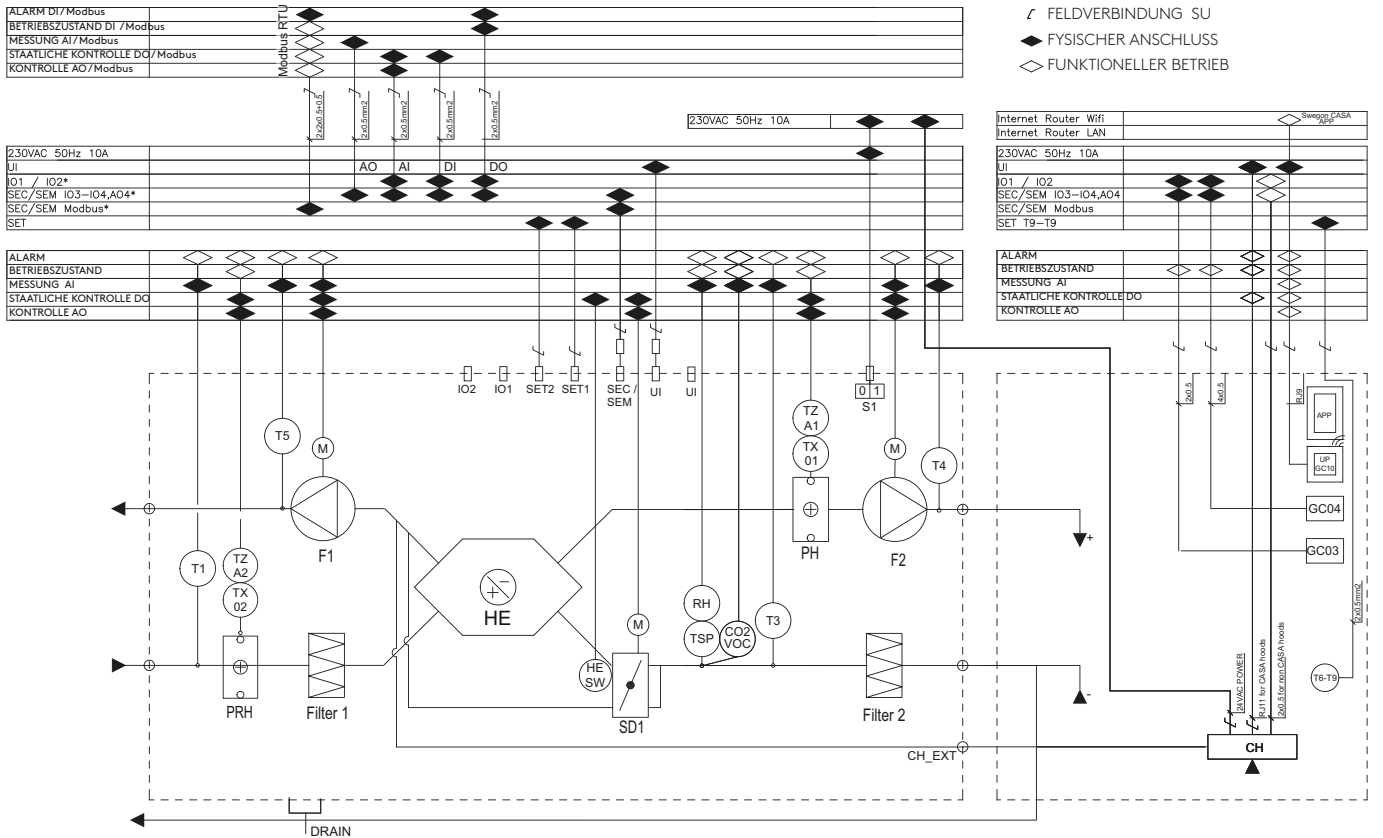 ALARM DI/Modbus
BETRIEBSZUSTAND DI /Modbus
MESSUNG AI/Modbus
STAATLICHE KONTROLLE DO/Modbus
KONTROLLE AO/Modbus
Modbus RTU
FELDVERBINDUNG SU
FYSISCHER ANSCHLUSS
FUNKTIONELLER BETRIEB
2x2x0.5+0.5
2x0.5mm2
2x0.5mm2
2x0.5mm2
2x0.5mm2
230VAC 50Hz 10A
Internet Router Wifi
Internet Router LAN
Swegon CASA
APP
230VAC 50Hz 10A
UI
IO1 / IO2*
SEC/SEM IO3-IO4,AO4*
SEC/SEM Modbus*
SET
AO
AI
DI
DO
230VAC 50Hz 10A
UI
IO1 / IO2
SEC/SEM IO3-IO4,AO4
SEC/SEM Modbus
SET T9-T9
ALARM
BETRIEBSZUSTAND
MESSUNG AI
STAATLICHE KONTROLLE DO
KONTROLLE AO
ALARM
BETRIEBSZUSTAND
MESSUNG AI
STAATLICHE KONTROLLE DO
KONTROLLE AO
IO2
IO1
SET2
SET1
SEC /
SEM
UI
UI
0 1
S1
2x0.5
4x0.5
RJ9
APP
UP
GC10
GC04
GC03
2x0.5mm2
T6-T9
T5
M
F1
T1
TZ
A2
TX
02
PRH
Filter 1
HE
HE
SW
M
SD1
RH
TSP
CO2
VOC
T3
TZ
A1
TX
01
PH
M
F2
T4
+
-
Filter 2
24VAC POWER
RJ11 for CASA hoods
2x0.5 for non CASA hoods
CH
CH_EXT
DRAIN